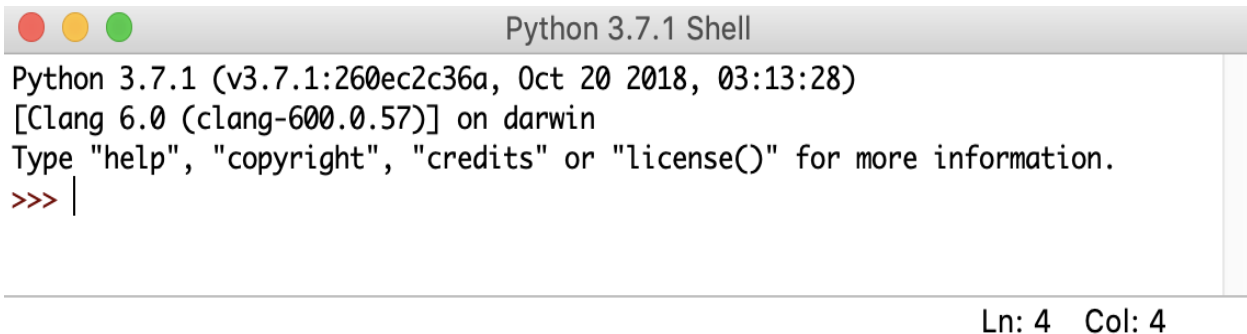 Python 3.7.1 Shell
Python 3.7.1 (v3.7.1:260ec2c36a, Oct 20 2018, 03:13:28)
[Clang 6.0 (clang-600.0.57)] on darwin
Type "help", "copyright", "credits" or "license()" for more information.
>>>
Ln: 4 Col: 4